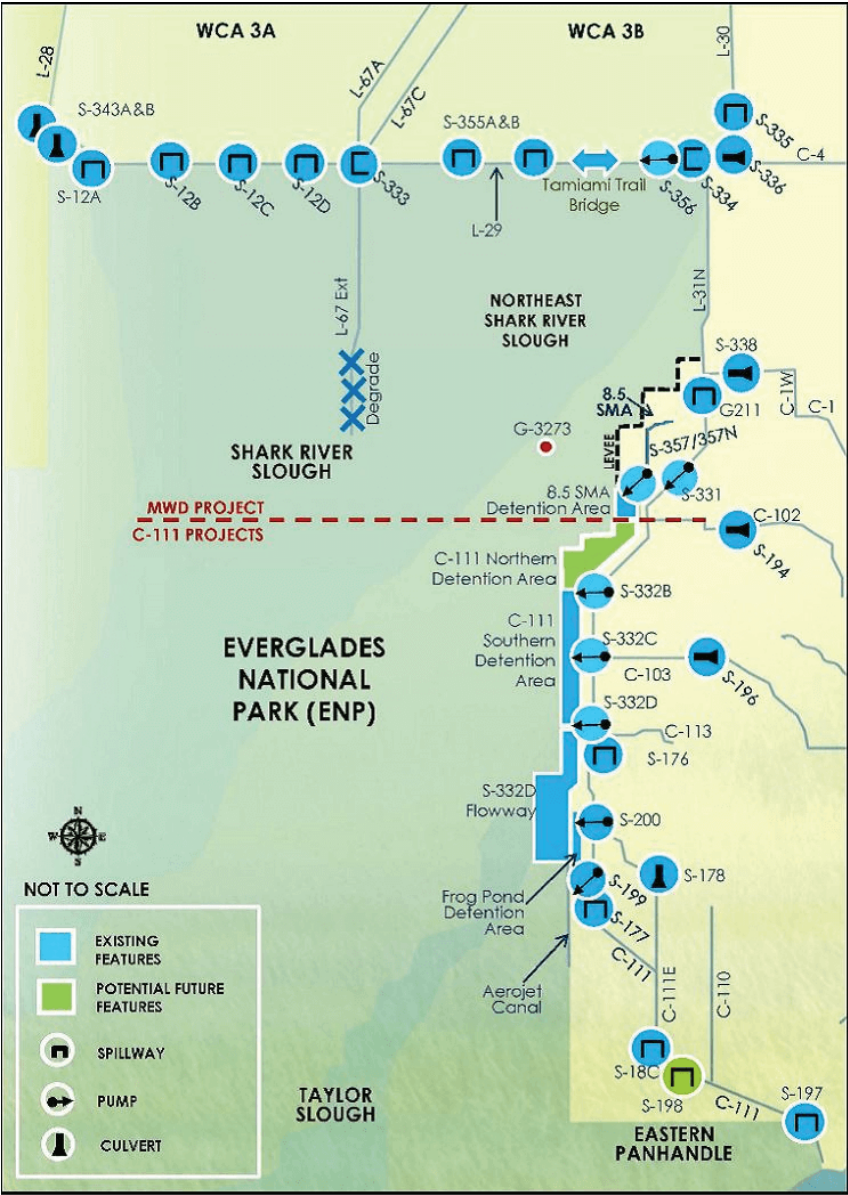 WCA 3A
WCA 3B
L-28
L-67A
L-67C
L-30
S-343A&B
S-355A&B
S-335
C-4
S-12A
S-12B
S-12C
S-12D
S-333
L-29
Tamiami Trail
Bridge
S-356
S-334
S-336
L-67 Ext
Degrade
NORTHEAST
SHARK RIVER
SLOUGH
L-31N
S-338
C-1W
C-1
G211
8.5
SMA
LEVEE
G-3273
S-357/357N
S-331
SHARK RIVER
SLOUGH
8.5 SMA
Detention Area
MWD PROJECT
C-111 PROJECTS
C-102
S-194
C-111 Northern
Detention Area
S-332B
C-111
Southern
Detention
Area
S-332C
C-103
S-196
EVERGLADES
NATIONAL
PARK (ENP)
S-332D
C-113
S-176
S-332D
Flowway
S-200
N
W
E
S
NOT TO SCALE
S-199
S-178
Frog Pond
Detention
Area
S-177
C-111
C-111E
C-110
Aerojet
Canal
EXISTING
FEATURES
POTENTIAL FUTURE
FEATURES
SPILLWAY
PUMP
CULVERT
S-18C
S-198
C-111
S-197
TAYLOR
SLOUGH
EASTERN
PANHANDLE